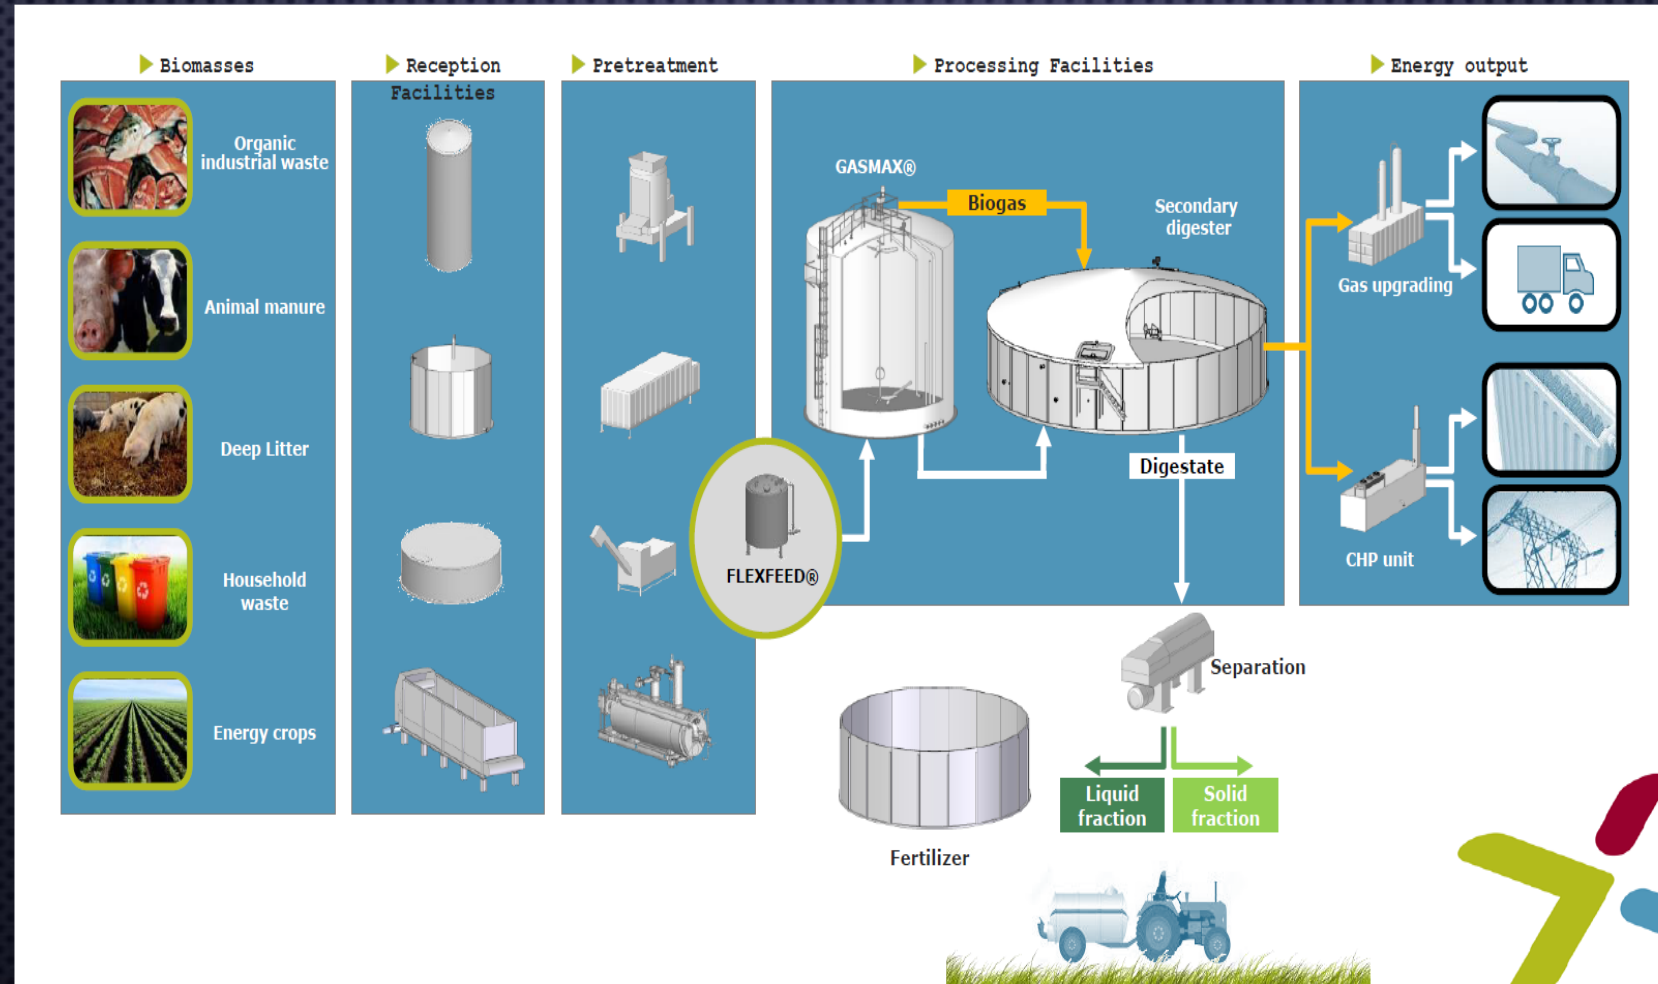 Biomasses
Reception
Facilities
Pretreatment
Processing Facilities
Energy output
Organic
industrial waste
Animal manure
Deep Litter
Household
waste
Energy crops
FLEXFEED®
GASMAX®
Biogas
Secondary
digester
Digestate
Gas upgrading
CHP unit
Separation
Liquid
fraction
Solid
fraction
Fertilizer